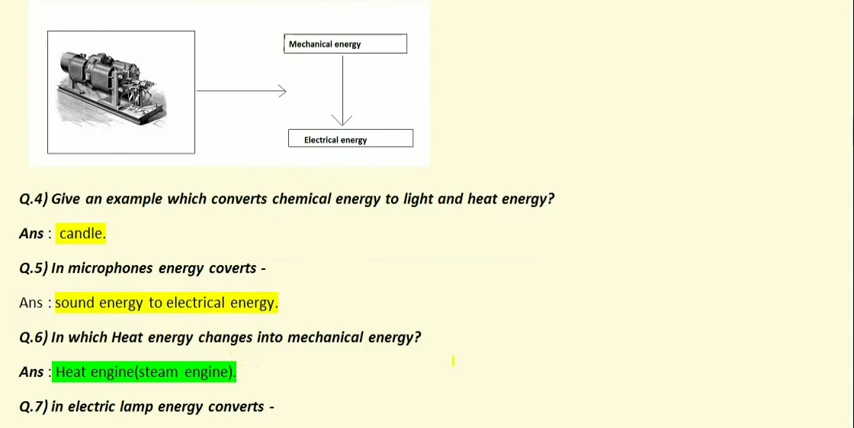 Mechanical energy
Electrical energy
Q.4) Give an example which converts chemical energy to light and heat energy?
Ans : candle.
Q.5) In microphones energy coverts -
Ans : sound energy to electrical energy.
Q.6) In which Heat energy changes into mechanical energy?
Ans : Heat engine(steam engine).
Q.7) in electric lamp energy converts -